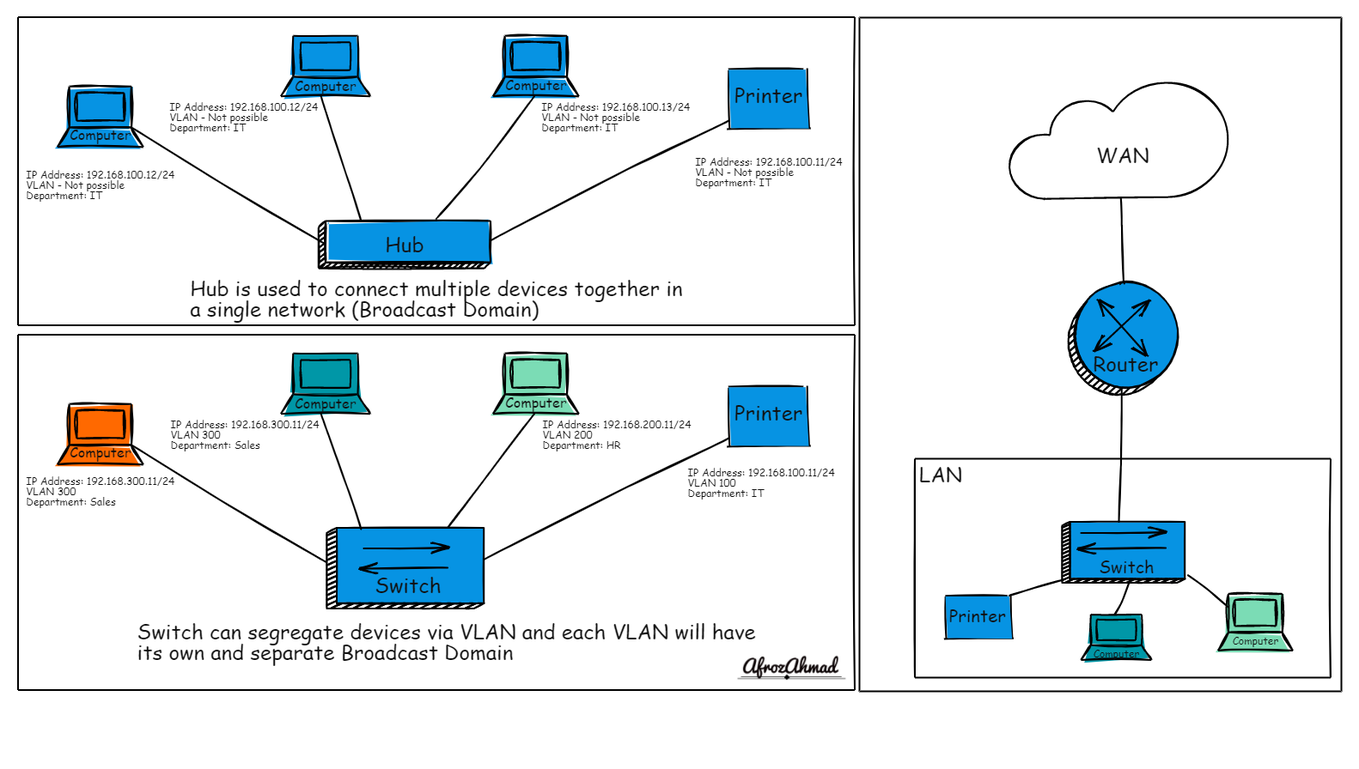 Computer
IP Address: 192.168.100.12/24
VLAN - Not possible
Department: IT
Computer
IP Address: 192.168.100.12/24
VLAN - Not possible
Department: IT
Computer
IP Address: 192.168.100.13/24
VLAN - Not possible
Department: IT
Printer
IP Address: 192.168.100.11/24
VLAN - Not possible
Department: IT
Hub
Hub is used to connect multiple devices together in
a single network (Broadcast Domain)
Computer
IP Address: 192.168.300.11/24
VLAN 300
Department: Sales
Computer
IP Address: 192.168.300.11/24
VLAN 300
Department: Sales
Computer
IP Address: 192.168.200.11/24
VLAN 200
Department: HR
Printer
IP Address: 192.168.100.11/24
VLAN 100
Department: IT
Switch
Switch can segregate devices via VLAN and each VLAN will have
its own and separate Broadcast Domain
AfrozAhmad
WAN
Router
LAN
Switch
Printer
Computer
Computer